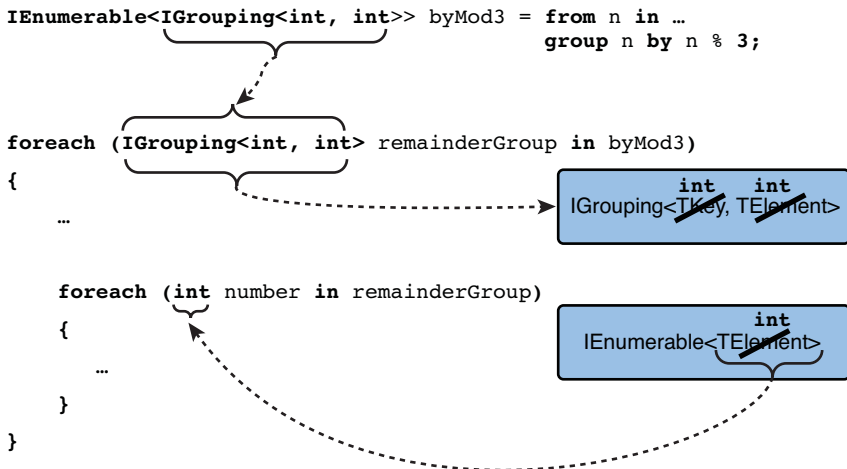 IEnumerable<IGrouping<int, int>> byMod3 = from n in …
group n by n % 3;
foreach (IGrouping<int, int> remainderGroup in byMod3)
{
int int
IGrouping<TKey, TElement>
…
foreach (int number in remainderGroup)
{
int
IEnumerable<TElement>
…
}
}